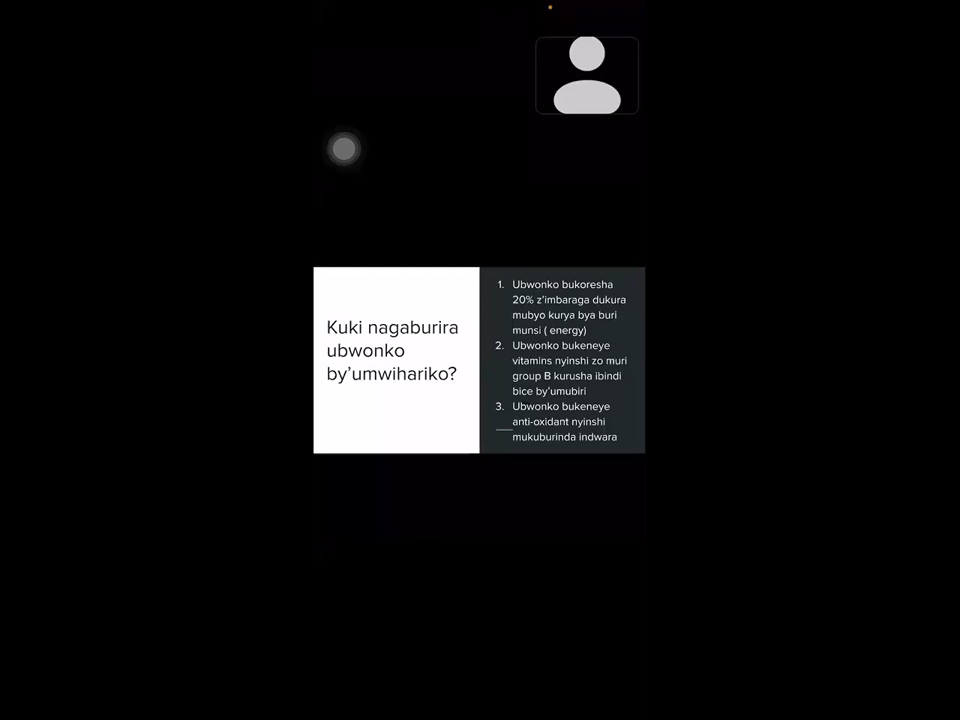 Kuki nagaburira
ubwonko
by'umwihariko?
1. Ubwonko bukoresha
20% z'imbaraga dukura
mubyo kurya bya buri
munsi ( energy)
2. Ubwonko bukeneye
vitamins nyinshi zo muri
group B kurusha ibindi
bice by'umubiri
3. Ubwonko bukeneye
anti-oxidant nyinshi
mukuburinda indwara